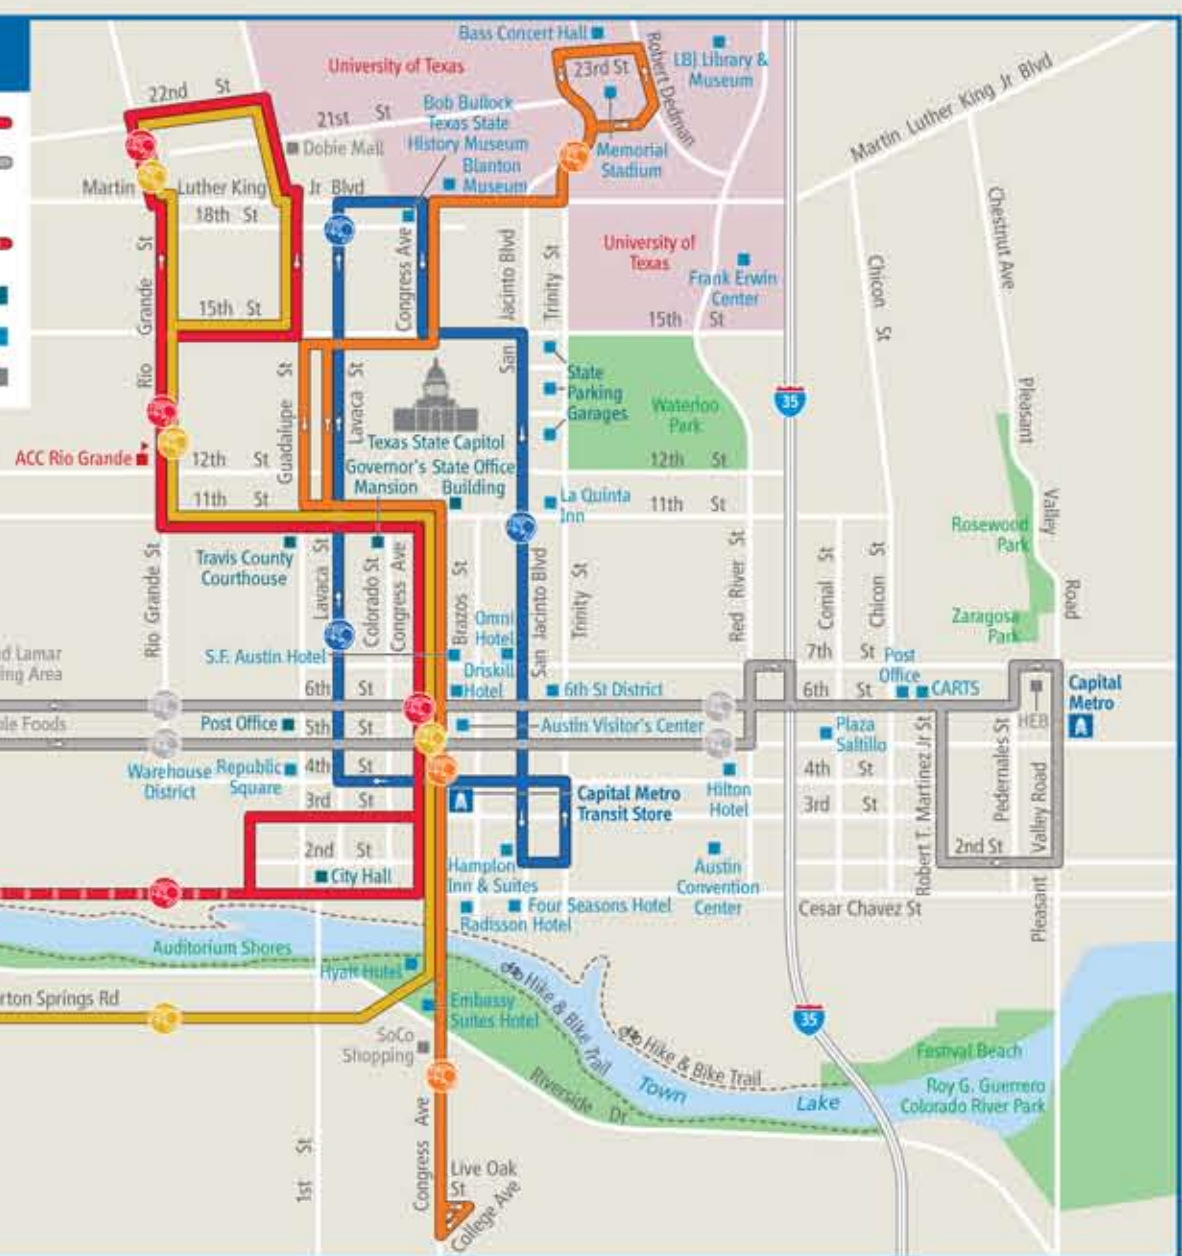 Bass Concert Hall
University of Texas
23rd St
Robert Dedman
LBJ Library &
Museum
22nd St
21st St
Bob Bullock
Texas State
History Museum
Dobie Mall
Blanton
Museum
Memorial
Stadium
Martin Luther King Jr Blvd
Martin Luther King Jr Blvd
18th St
Rio Grande St
Congress Ave
San Jacinto Blvd
Trinity St
University of
Texas
Frank Erwin
Center
Chicon St
Chestnut Ave
15th St
15th St
Guadalupe St
Lavaca St
State
Parking
Garages
Waterloo
Park
35
Pleasant
Valley
Road
ACC Rio Grande
12th St
Texas State Capitol
Governor's
Mansion
State Office
Building
12th St
11th St
La Quinta
Inn
11th St
Rosewood
Park
Travis County
Courthouse
Rio Grande St
Lavaca St
Colorado St
Congress Ave
Brazos St
San Jacinto Blvd
Trinity St
Red River St
Comal St
Chicon St
Zaragosa
Park
Omni
Hotel
S.F. Austin Hotel
Driskill
Hotel
7th St
Post
Office
d Lamar
ing Area
6th St
6th St District
6th St
CARTS
Capital
Metro
HEB
le Foods
Post Office
5th St
Austin Visitor's Center
Plaza
Saltillo
Warehouse
District
Republic
Square
4th St
4th St
3rd St
Capital Metro
Transit Store
Hilton
Hotel
3rd St
Robert T. Martinez Jr St
Pedernales St
Valley Road
2nd St
2nd St
City Hall
Hampton
Inn & Suites
Austin
Convention
Center
Four Seasons Hotel
Radisson Hotel
Cesar Chavez St
Pleasant
Auditorium Shores
Hyatt Hotel
rton Springs Rd
Embassy
Suites Hotel
Hike & Bike Trail
SoCo
Shopping
Hike & Bike Trail
35
Festival Beach
Riverside Dr
Town Lake
Roy G. Guerrero
Colorado River Park
1st St
Congress Ave
Live Oak
St
College Ave